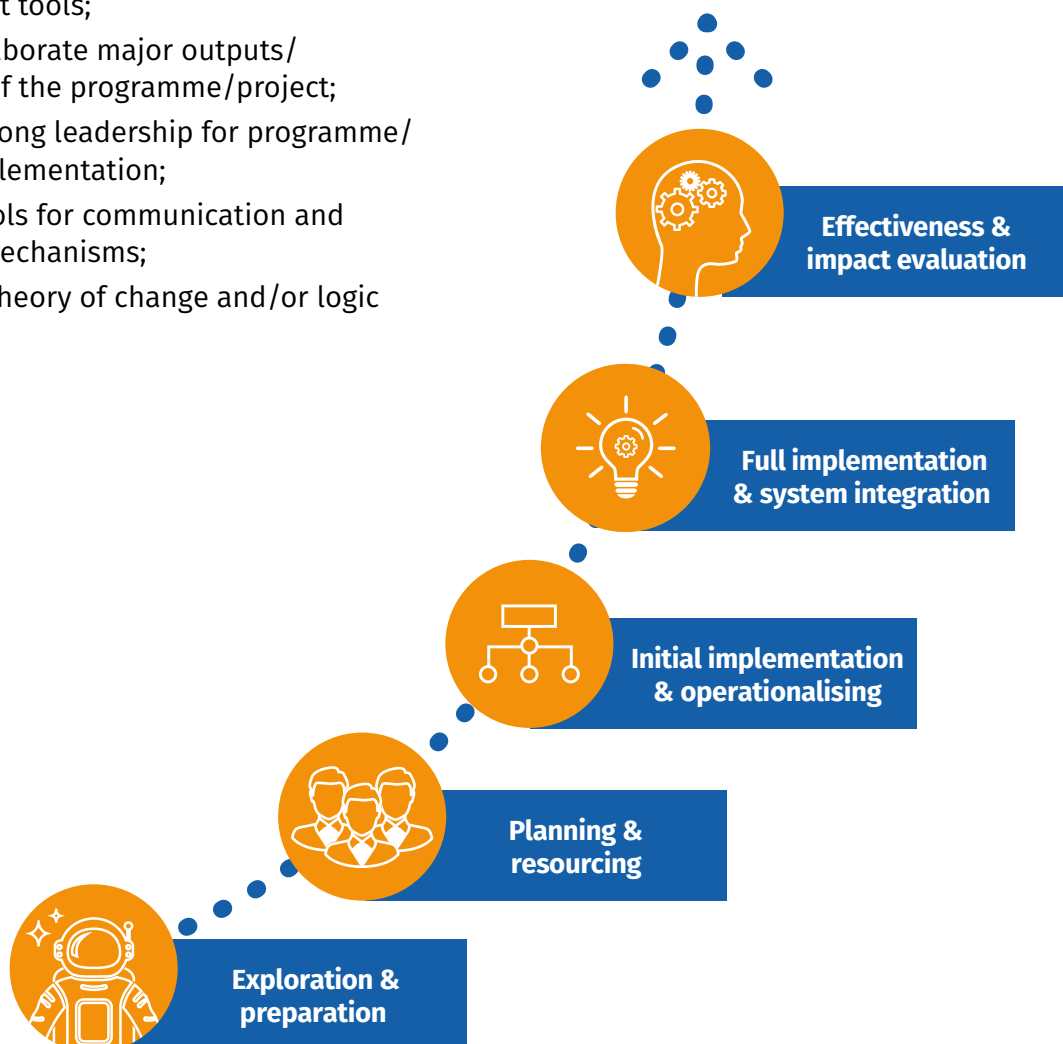 t tools;
borate major outputs/
f the programme/project;
ong leadership for programme/
lementation;
ols for communication and
echanisms;
heory of change and/or logic
Effectiveness &
impact evaluation
Full implementation
& system integration
Initial implementation
& operationalising
Planning &
resourcing
Exploration &
preparation